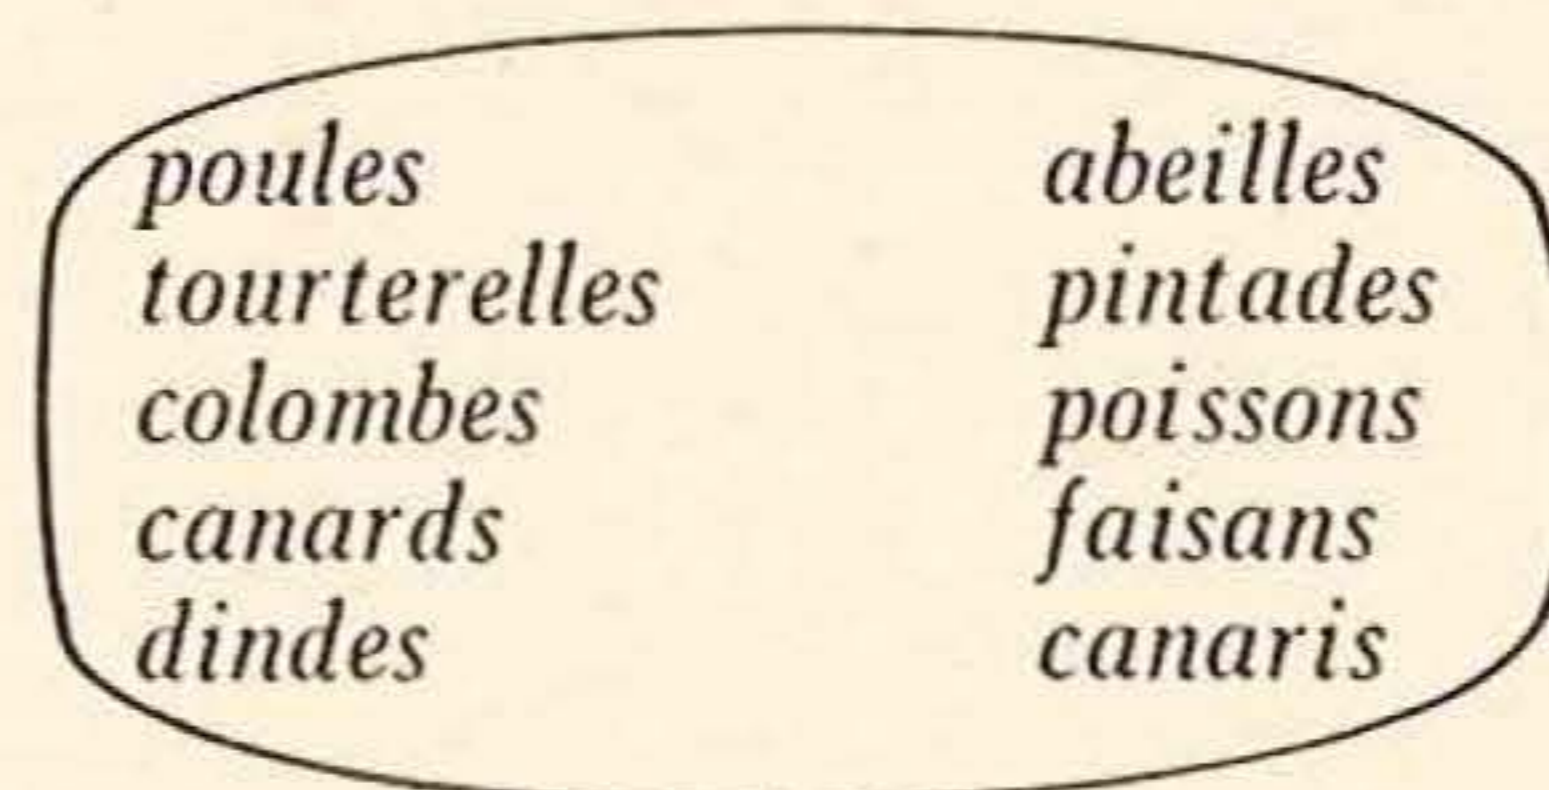 poules
tourterelles
colombes
canards
dindes
abeilles
pintades
poissons
faisans
canaris